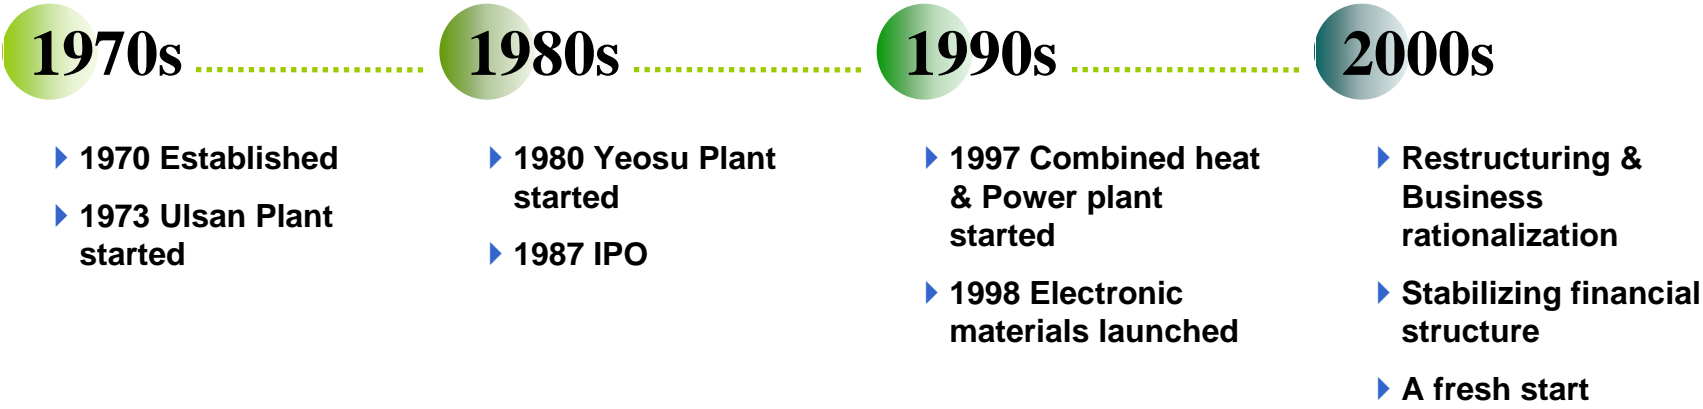 1970s
1970 Established
1973 Ulsan Plant
started
1980s
1980 Yeosu Plant
started
1987 IPO
1990s
1997 Combined heat
& Power plant
started
1998 Electronic
materials launched
2000s
Restructuring &
Business
rationalization
Stabilizing financial
structure
A fresh start